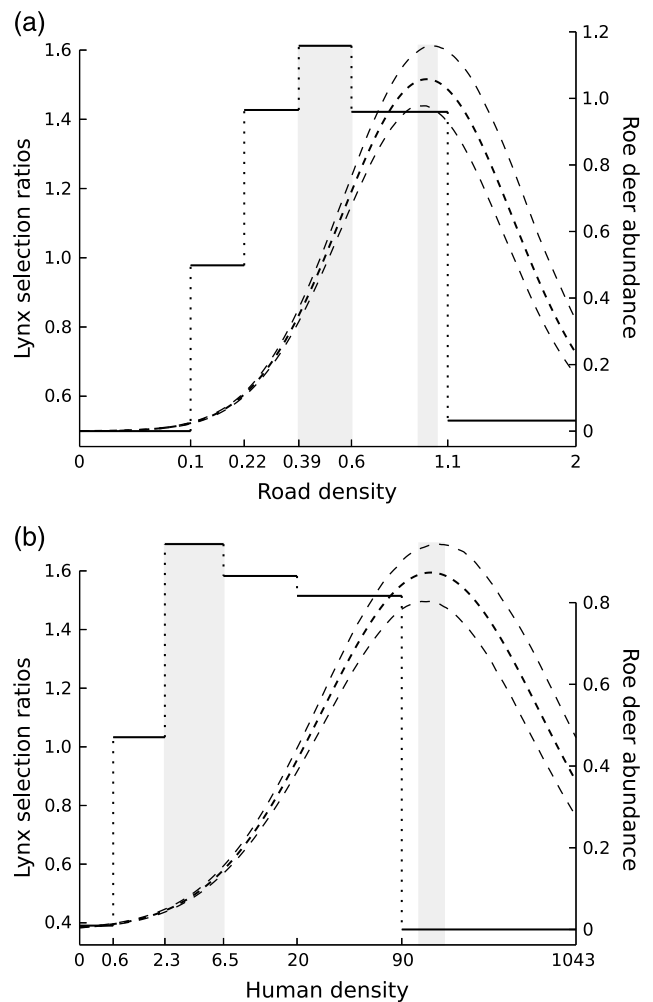 (a)
1.6
1.4
1.2
1.0
0.8
0.6
Lynx selection ratios
1.2
1.0
0.8
0.6
0.4
0.2
0
Roe deer abundance
0 0.1 0.22 0.39 0.6 1.1 2
Road density
(b)
1.6
1.4
1.2
1.0
0.8
0.6
0.4
Lynx selection ratios
0.8
0.6
0.4
0.2
0
Roe deer abundance
0 0.6 2.3 6.5 20 90 1043
Human density